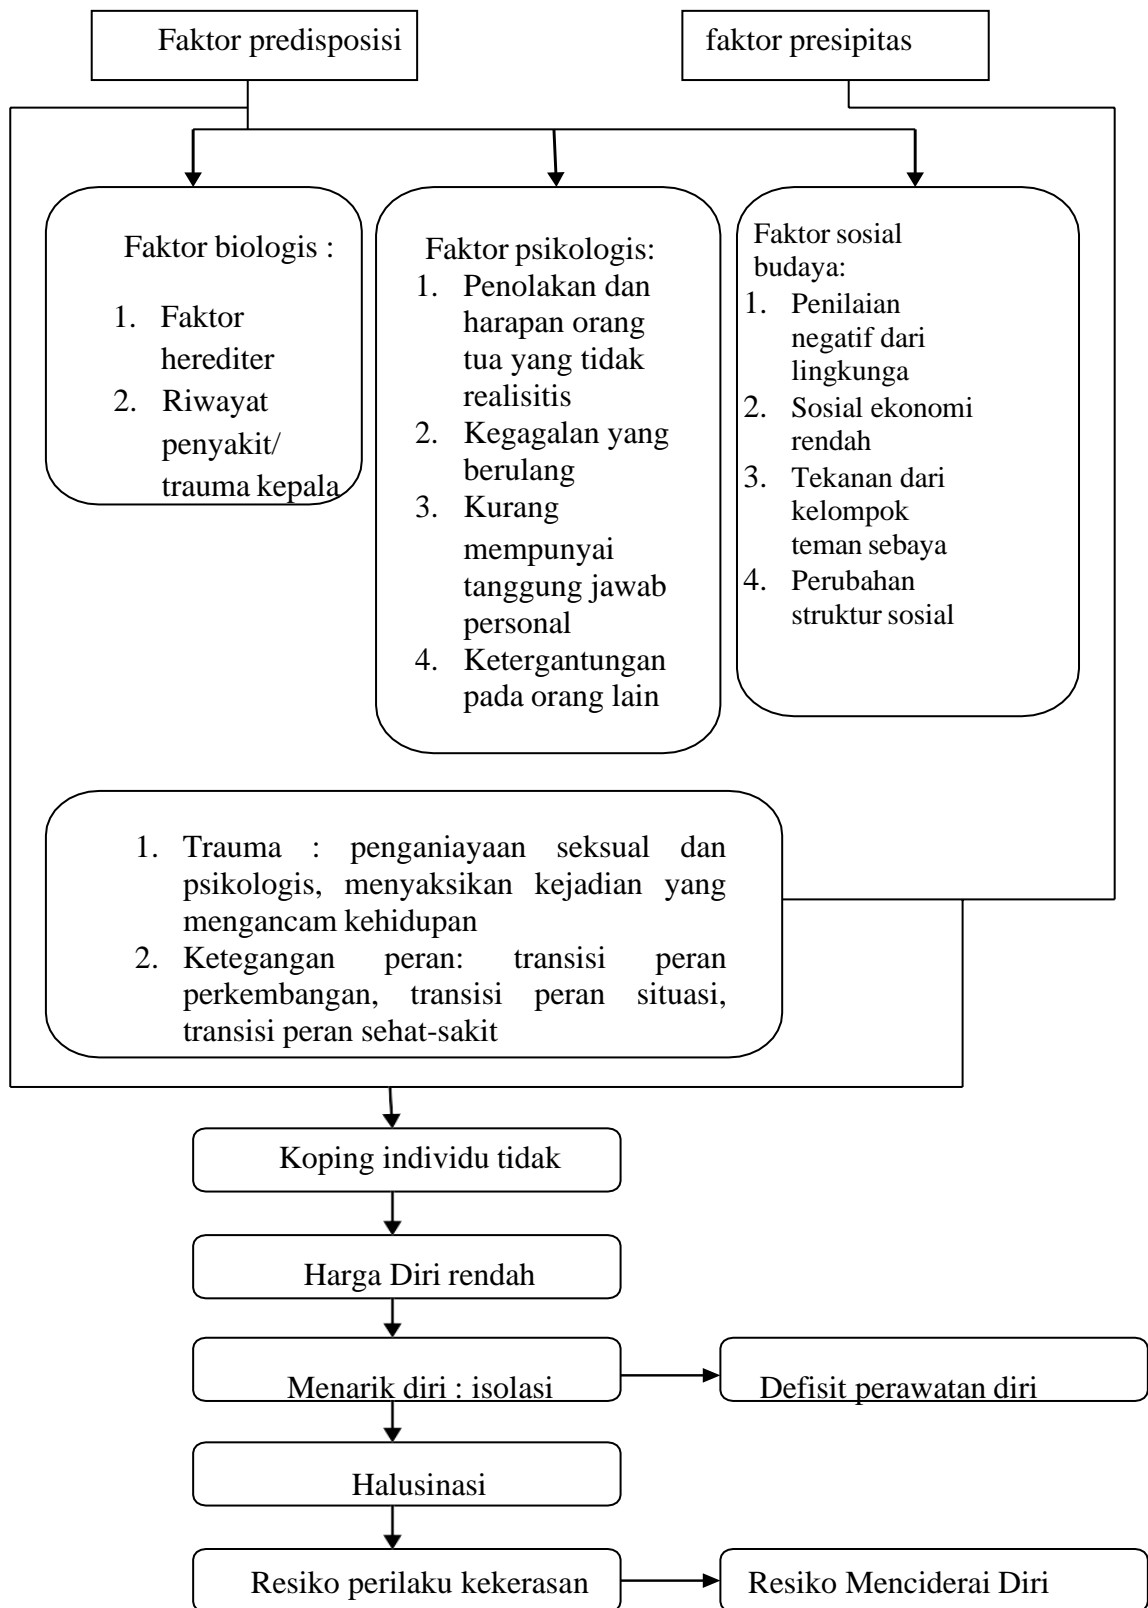 Faktor predisposisi
faktor presipitas
Faktor biologis :
1. Faktor
herediter
2. Riwayat
penyakit/
trauma kepala
Faktor psikologis:
1. Penolakan dan
harapan orang
tua yang tidak
realisitis
2. Kegagalan yang
berulang
3. Kurang
mempunyai
tanggung jawab
personal
4. Ketergantungan
pada orang lain
Faktor sosial
budaya:
1. Penilaian
negatif dari
lingkunga
2. Sosial ekonomi
rendah
3. Tekanan dari
kelompok
teman sebaya
4. Perubahan
struktur sosial
1. Trauma : penganiayaan seksual dan
psikologis, menyaksikan kejadian yang
mengancam kehidupan
2. Ketegangan peran: transisi peran
perkembangan, transisi peran situasi,
transisi peran sehat-sakit
Koping individu tidak
Harga Diri rendah
Menarik diri : isolasi
Defisit perawatan diri
Halusinasi
Resiko perilaku kekerasan
Resiko Menciderai Diri